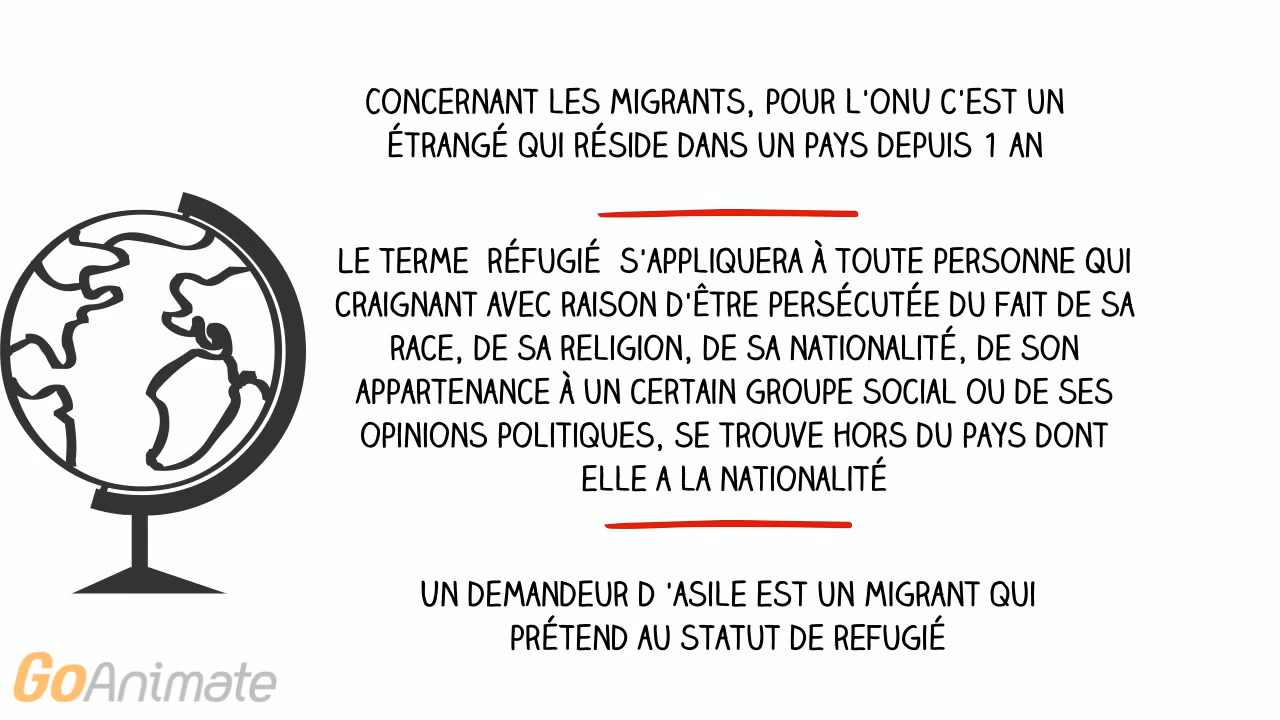 CONCERNANT LES MIGRANTS, POUR L'ONU C'EST UN
ÉTRANGÉ QUI RÉSIDE DANS UN PAYS DEPUIS 1 AN
LE TERME RÉFUGIÉ S'APPLIQUERA À TOUTE PERSONNE QUI
CRAIGNANT AVEC RAISON D'ÊTRE PERSÉCUTÉE DU FAIT DE SA
RACE, DE SA RELIGION, DE SA NATIONALITÉ, DE SON
APPARTENANCE À UN CERTAIN GROUPE SOCIAL OU DE SES
OPINIONS POLITIQUES, SE TROUVE HORS DU PAYS DONT
ELLE A LA NATIONALITÉ
UN DEMANDEUR D 'ASILE EST UN MIGRANT QUI
PRÉTEND AU STATUT DE REFUGIÉ
GoAnimate